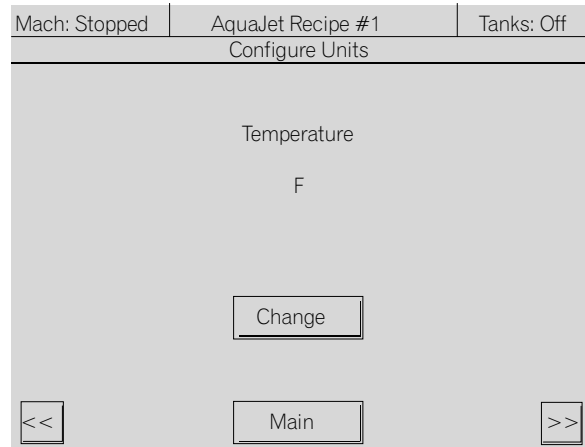 Mach: Stopped AquaJet Recipe #1 Tanks: Off
Configure Units
Temperature
F
Change
<< Main >>